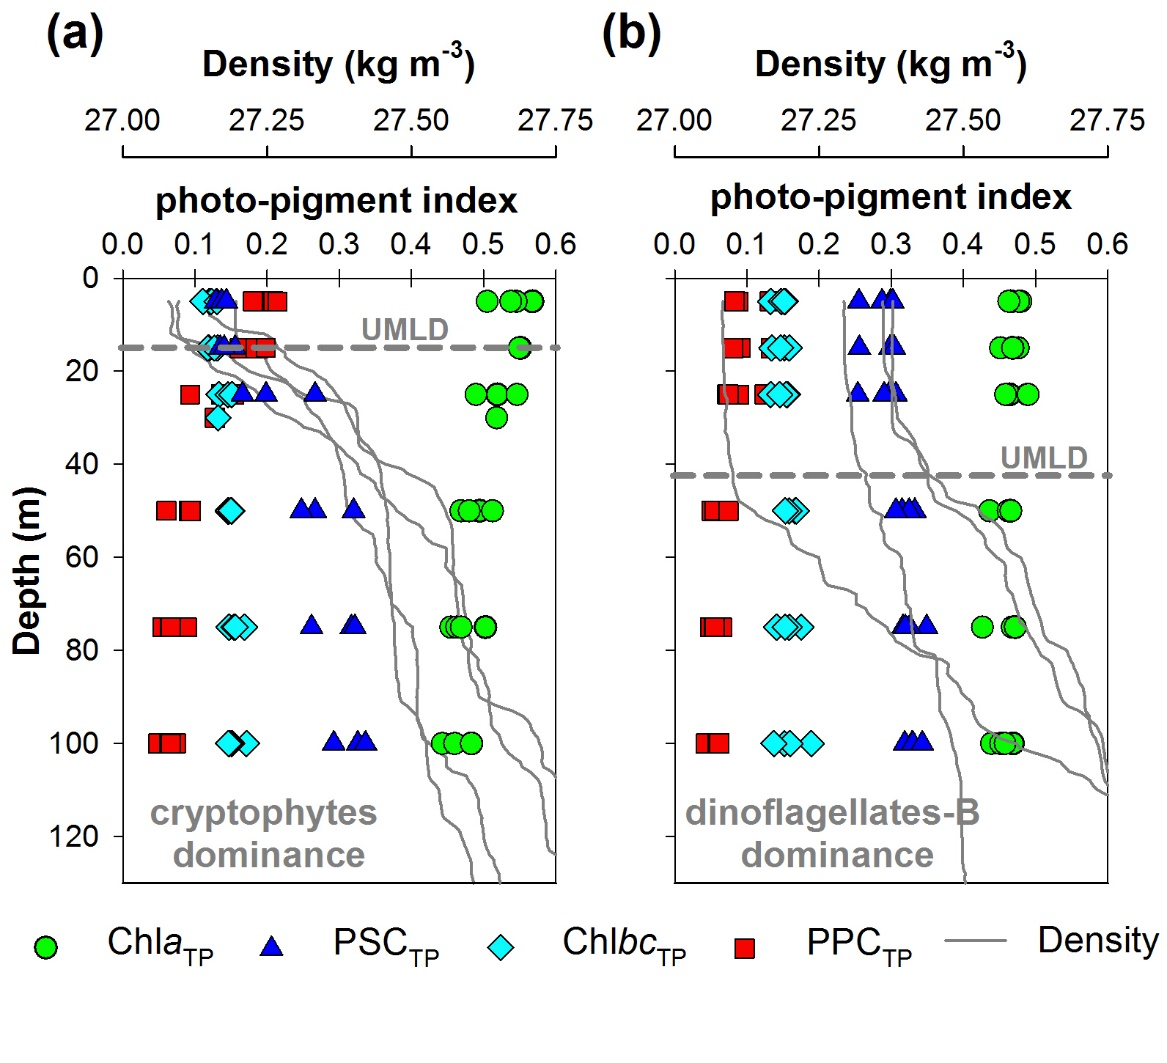 (a)
Density (kg m-3)
27.00 27.25 27.50 27.75
photo-pigment index
0.0 0.1 0.2 0.3 0.4 0.5 0.6
0
20
40
60
80
100
120
Depth (m)
UMLD
cryptophytes
dominance
(b)
Density (kg m-3)
27.00 27.25 27.50 27.75
photo-pigment index
0.0 0.1 0.2 0.3 0.4 0.5 0.6
UMLD
dinoflagellates-B
dominance
ChlaTP PSCTP ChlbcTP PPCTP Density